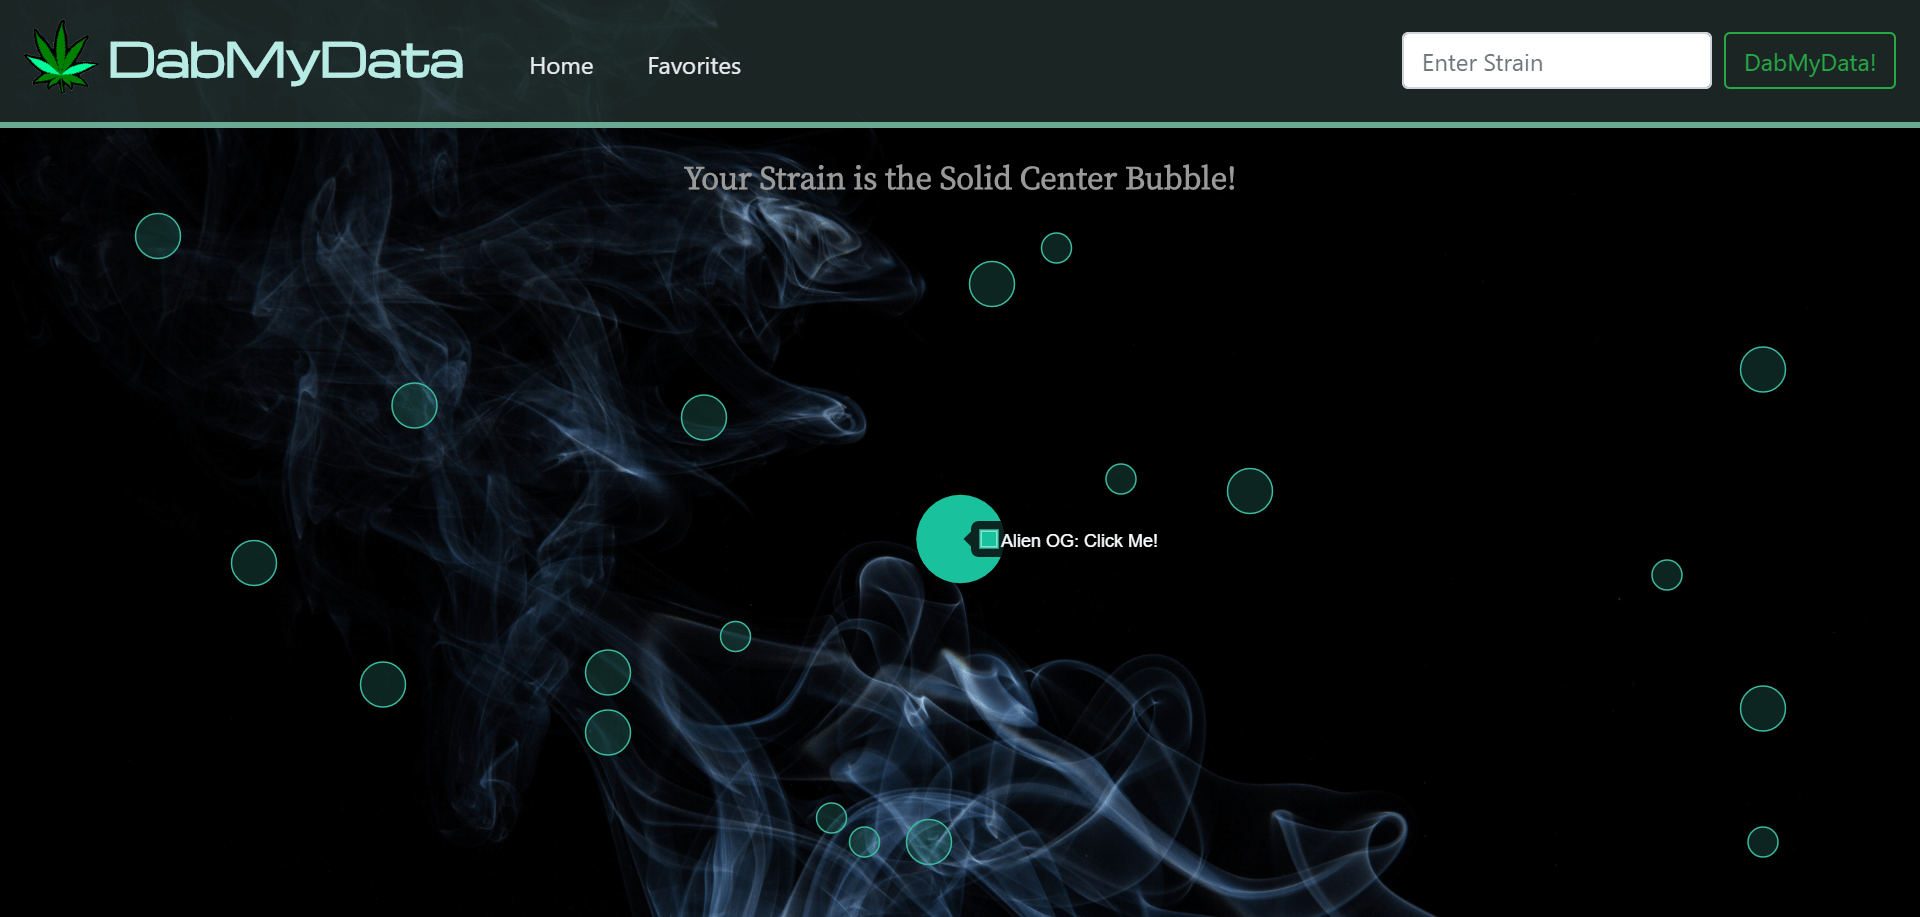 DabMyData
Home
Favorites
Enter Strain
DabMyData!
Your Strain is the Solid Center Bubble!
Alien OG: Click Me!